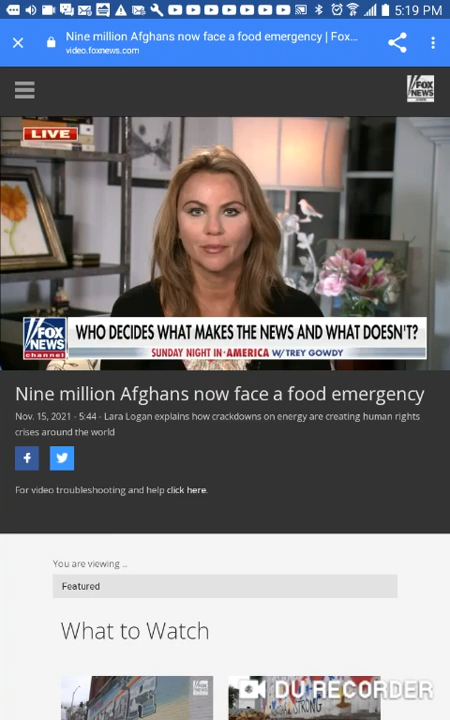 5:19 PM
Nine million Afghans now face a food emergency | Fox...
video.foxnews.com
FOX
NEWS
LIVE
FOX
NEWS
channel
WHO DECIDES WHAT MAKES THE NEWS AND WHAT DOESN'T?
SUNDAY NIGHT IN AMERICA W/TREY GOWDY
Nine million Afghans now face a food emergency
Nov. 15, 2021 - 5:44 - Lara Logan explains how crackdowns on energy are creating human rights
crises around the world
For video troubleshooting and help click here.
You are viewing ...
Featured
What to Watch
DU RECORDER
STRONG